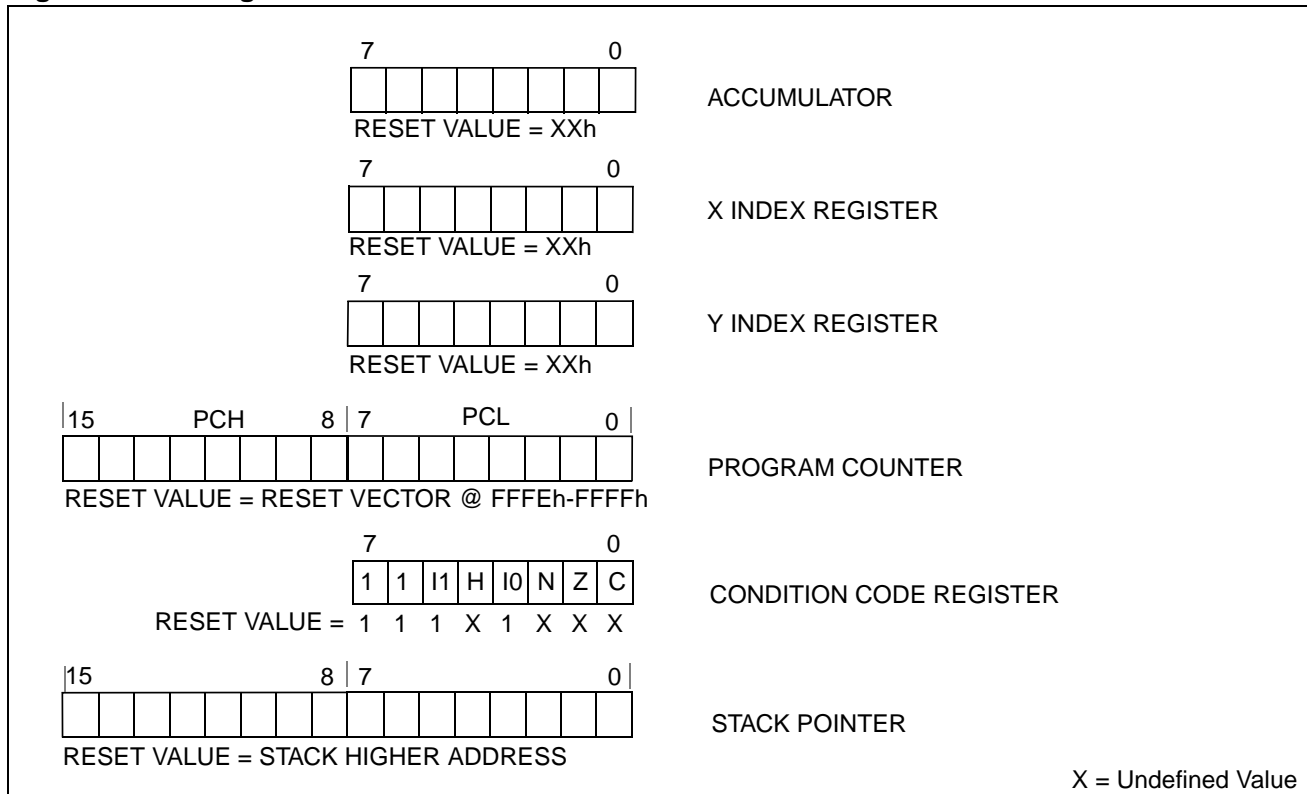 7 0
ACCUMULATOR
RESET VALUE = XXh
7 0
X INDEX REGISTER
RESET VALUE = XXh
7 0
Y INDEX REGISTER
RESET VALUE = XXh
15 PCH 8 7 PCL 0
PROGRAM COUNTER
RESET VALUE = RESET VECTOR @ FFFEh-FFFFh
7 0
1 1 I1 H I0 N Z C
CONDITION CODE REGISTER
RESET VALUE = 1 1 1 X 1 X X X
15 8 7 0
STACK POINTER
RESET VALUE = STACK HIGHER ADDRESS
X = Undefined Value